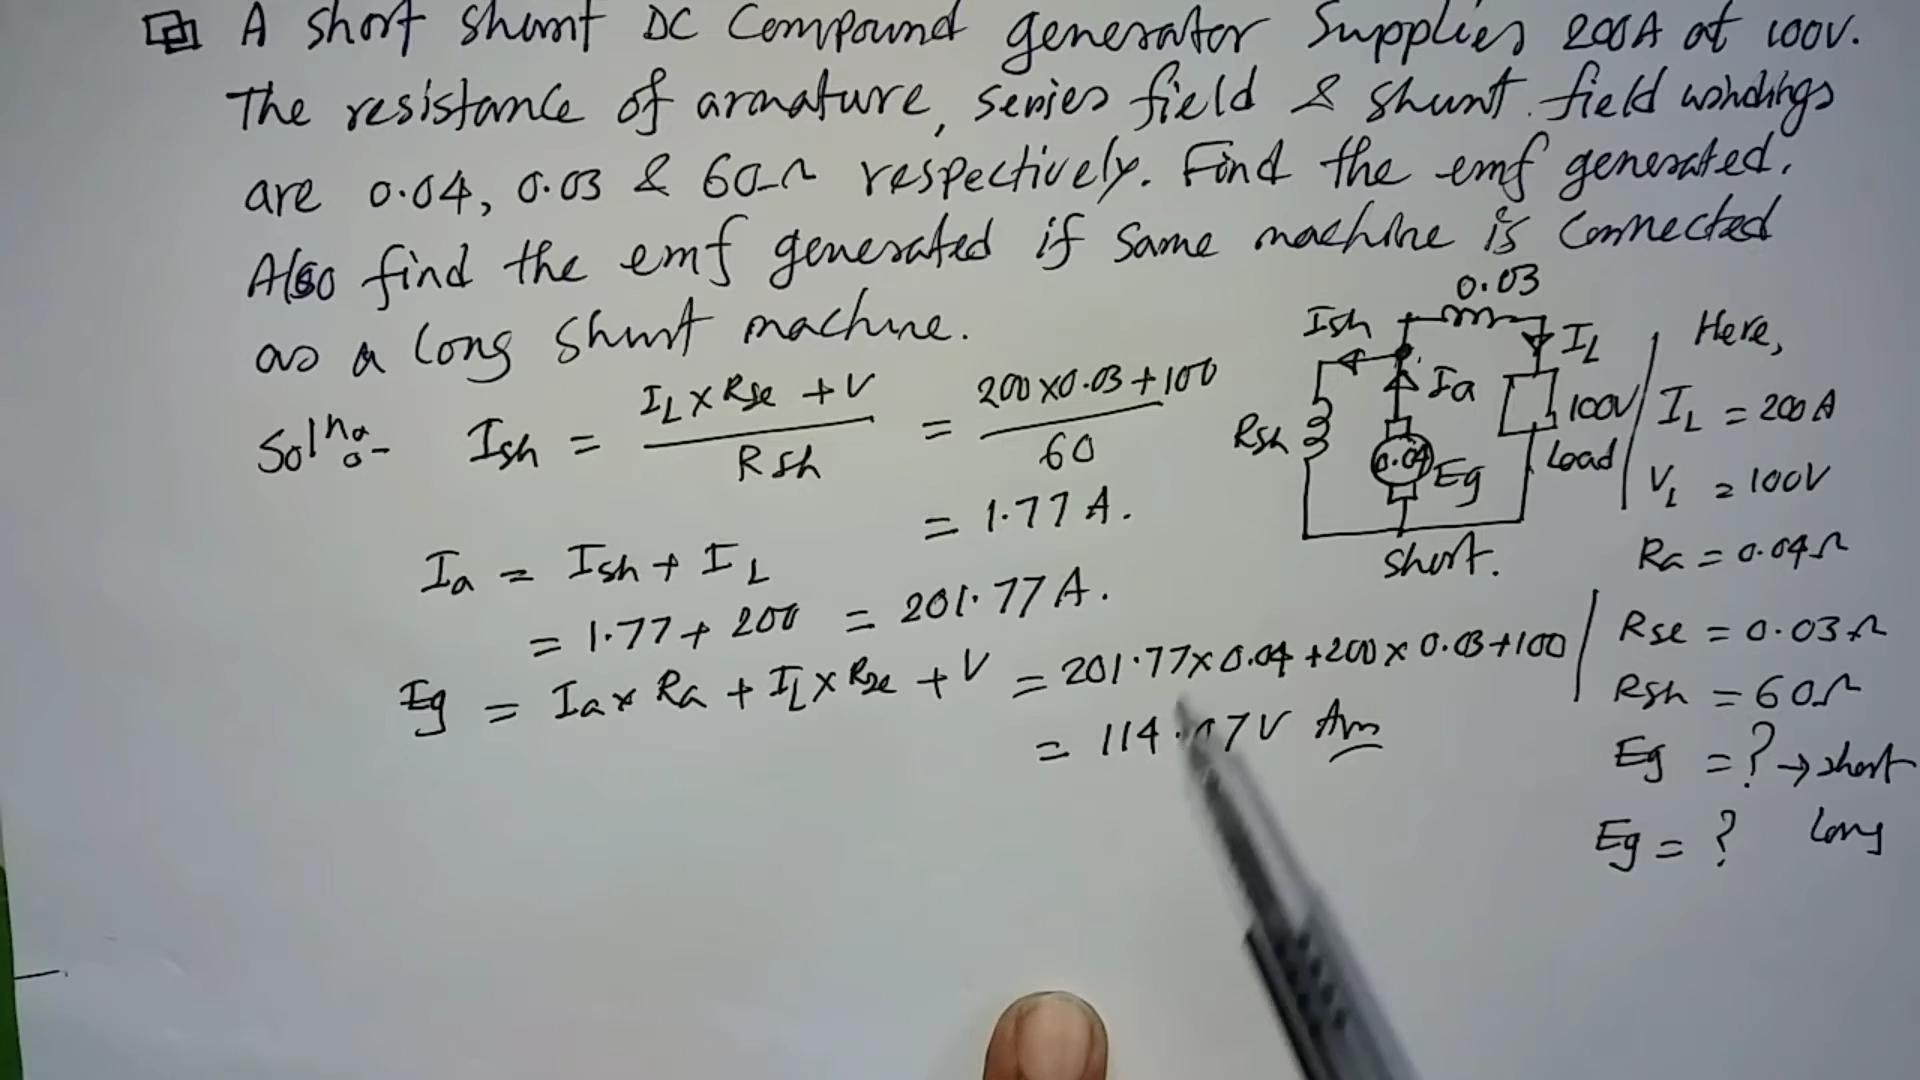 A short shunt DC Compound generator Supplies 200A at 100V.
The resistance of armature, series field & shunt field windings
are 0.04, 0.03 & 60Ω respectively. Find the emf generated.
Also find the emf generated if same machine is connected
as a long shunt machine.
Solnₒ- Ish = IL x Rse + V / Rsh = 200 x 0.03 + 100 / 60
= 1.77 A.
Ia = Ish + IL
= 1.77 + 200 = 201.77 A.
Eg = Ia x Ra + IL x Rse + V = 201.77 x 0.04 + 200 x 0.03 + 100
= 114.07V Ans
0.03
Ish
IL
Ia
Rsh
0.04
Eg
100V
Load
short.
Here,
IL = 200A
VL = 100V
Ra = 0.04Ω
Rse = 0.03Ω
Rsh = 60Ω
Eg = ? → short
Eg = ? long